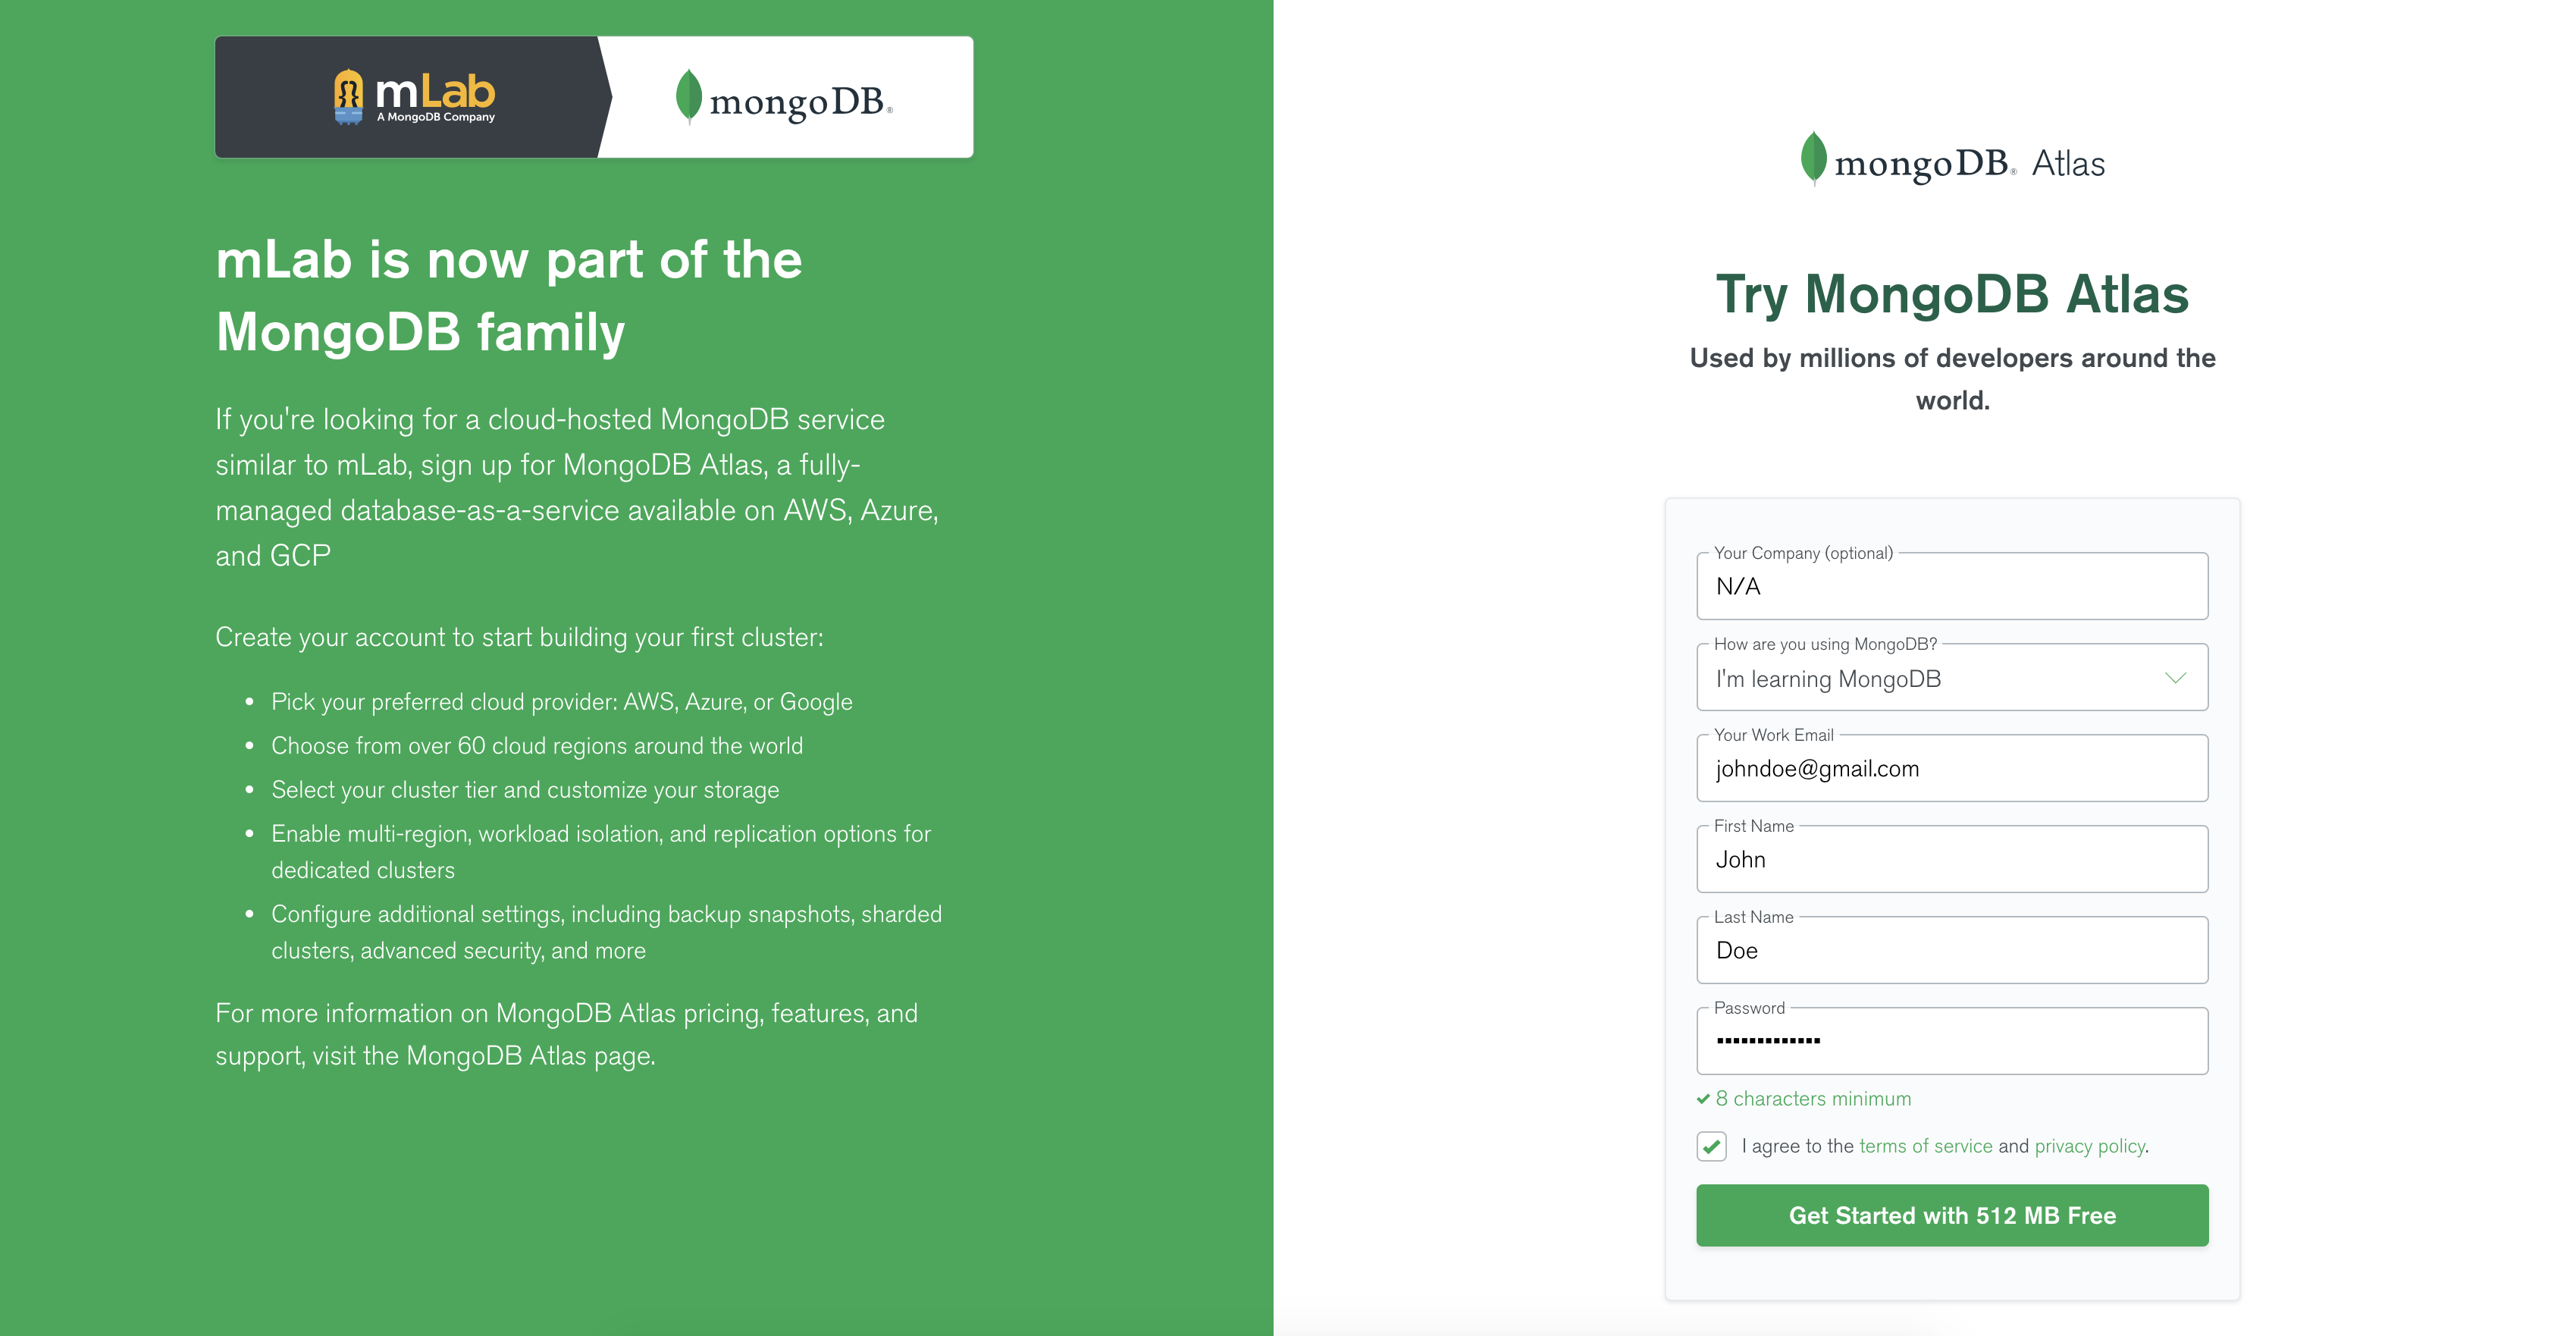 mLab
A MongoDB Company
mongoDB®
mLab is now part of the
MongoDB family
If you're looking for a cloud-hosted MongoDB service
similar to mLab, sign up for MongoDB Atlas, a fully-
managed database-as-a-service available on AWS, Azure,
and GCP
Create your account to start building your first cluster:
• Pick your preferred cloud provider: AWS, Azure, or Google
• Choose from over 60 cloud regions around the world
• Select your cluster tier and customize your storage
• Enable multi-region, workload isolation, and replication options for
dedicated clusters
• Configure additional settings, including backup snapshots, sharded
clusters, advanced security, and more
For more information on MongoDB Atlas pricing, features, and
support, visit the MongoDB Atlas page.
mongoDB® Atlas
Try MongoDB Atlas
Used by millions of developers around the
world.
Your Company (optional)
N/A
How are you using MongoDB?
I'm learning MongoDB
Your Work Email
johndoe@gmail.com
First Name
John
Last Name
Doe
Password
•••••••••••••
8 characters minimum
I agree to the terms of service and privacy policy.
Get Started with 512 MB Free